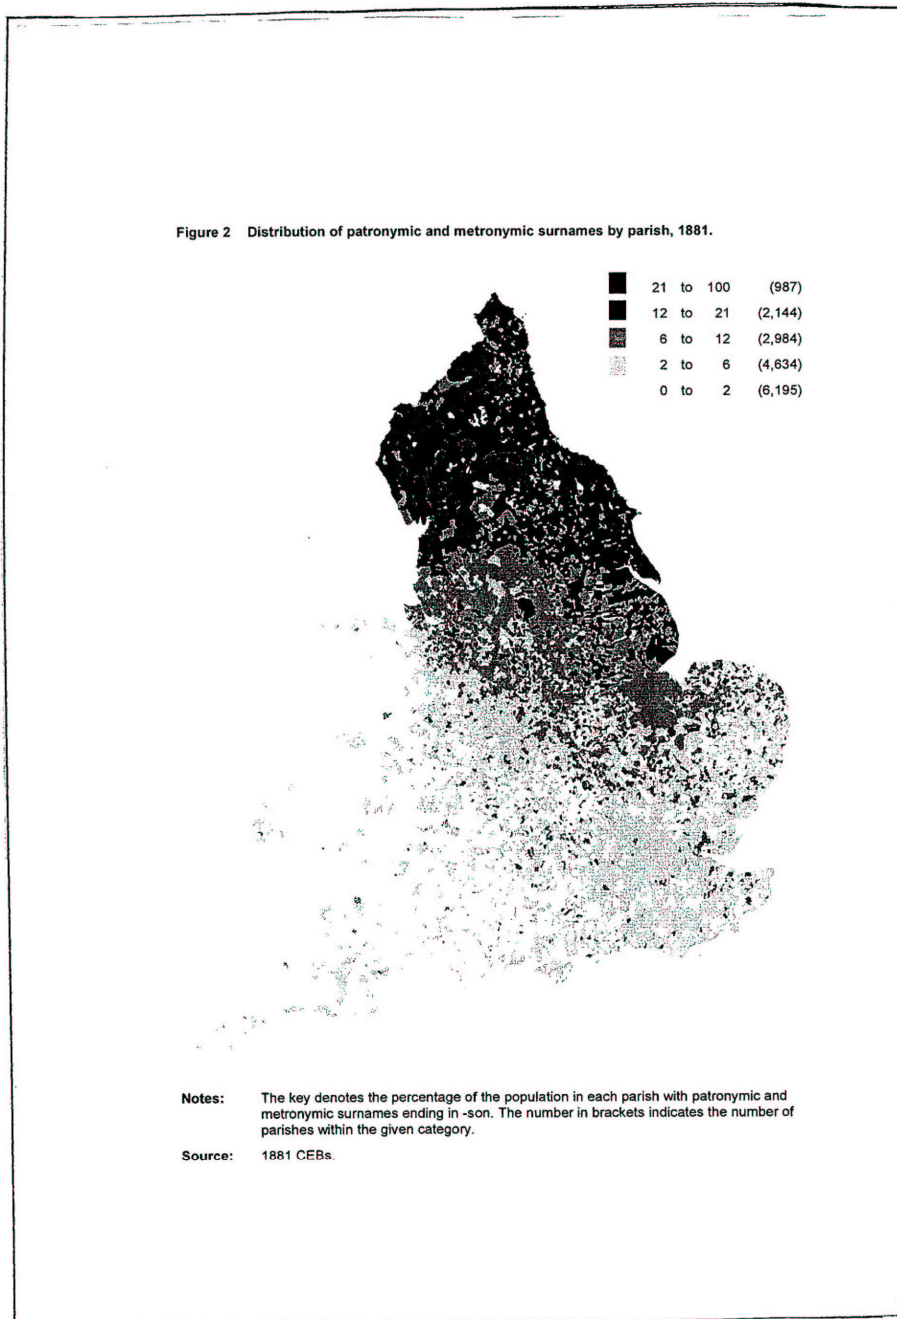 Figure 2 Distribution of patronymic and metronymic surnames by parish, 1881.
21 to 100 (987)
12 to 21 (2,144)
6 to 12 (2,984)
2 to 6 (4,634)
0 to 2 (6,195)
Notes: The key denotes the percentage of the population in each parish with patronymic and
metronymic surnames ending in -son. The number in brackets indicates the number of
parishes within the given category.
Source: 1881 CEBs.